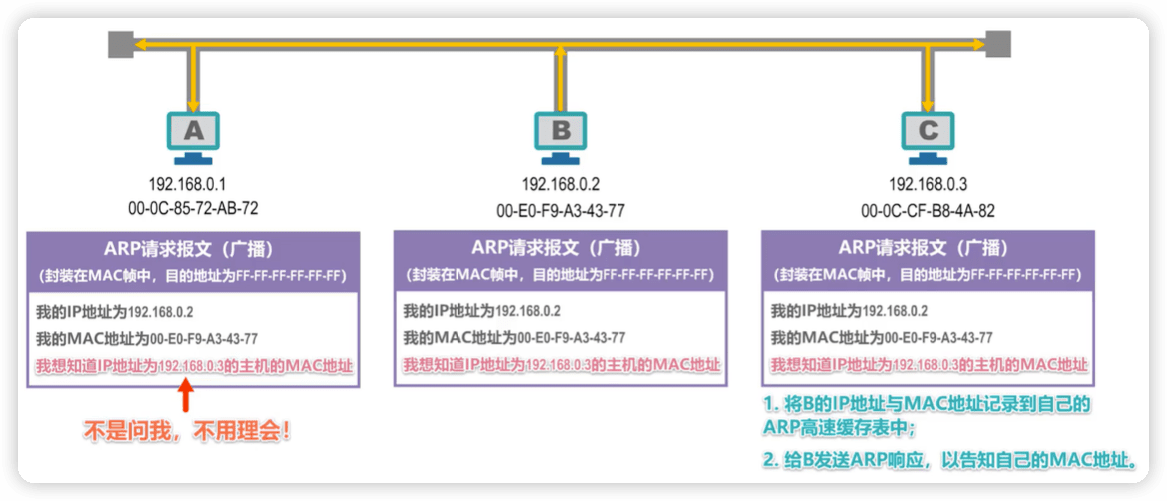 A
B
C
192.168.0.1
00-0C-85-72-AB-72
192.168.0.2
00-E0-F9-A3-43-77
192.168.0.3
00-0C-CF-B8-4A-82
ARP请求报文（广播）
（封装在MAC帧中，目的地址为FF-FF-FF-FF-FF-FF）
我的IP地址为192.168.0.2
我的MAC地址为00-E0-F9-A3-43-77
我想知道IP地址为192.168.0.3的主机的MAC地址
不是问我，不用理会！
ARP请求报文（广播）
（封装在MAC帧中，目的地址为FF-FF-FF-FF-FF-FF）
我的IP地址为192.168.0.2
我的MAC地址为00-E0-F9-A3-43-77
我想知道IP地址为192.168.0.3的主机的MAC地址
ARP请求报文（广播）
（封装在MAC帧中，目的地址为FF-FF-FF-FF-FF-FF）
我的IP地址为192.168.0.2
我的MAC地址为00-E0-F9-A3-43-77
我想知道IP地址为192.168.0.3的主机的MAC地址
1. 将B的IP地址与MAC地址记录到自己的
ARP高速缓存表中；
2. 给B发送ARP响应，以告知自己的MAC地址。